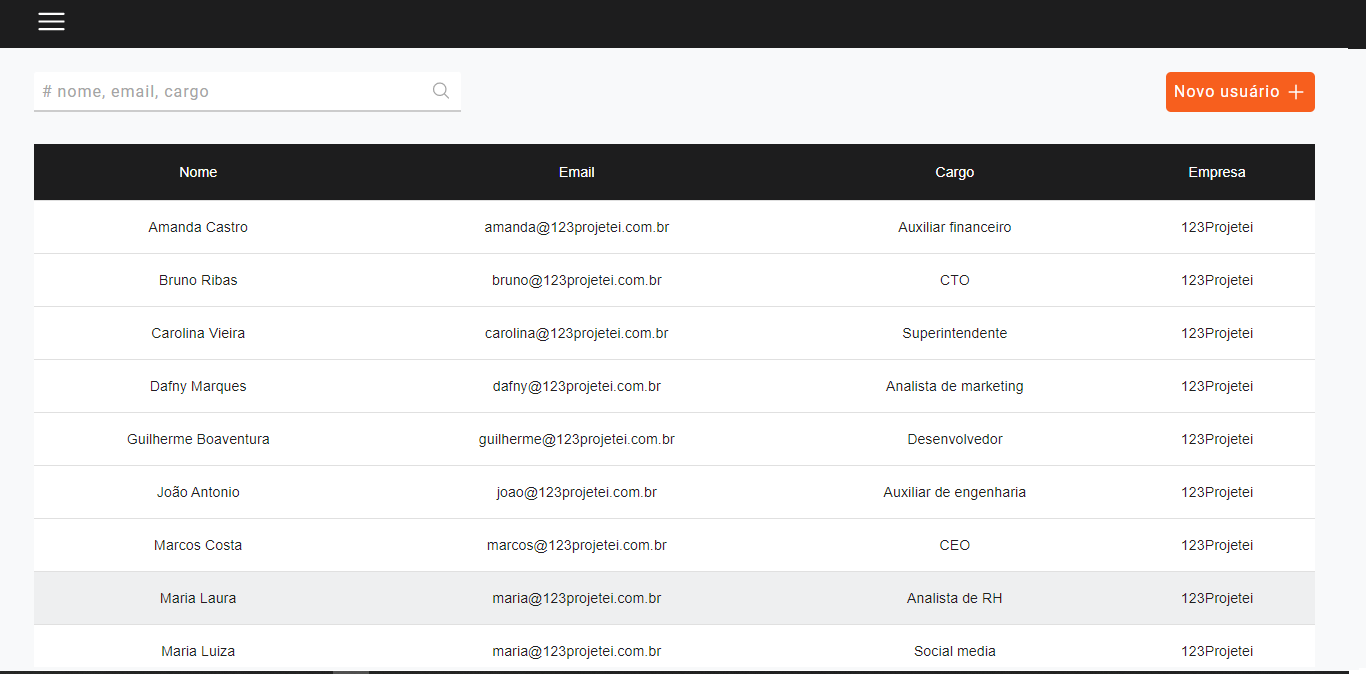 # nome, email, cargo
Novo usuário +
Nome Email Cargo Empresa
Amanda Castro amanda@123projetei.com.br Auxiliar financeiro 123Projetei
Bruno Ribas bruno@123projetei.com.br CTO 123Projetei
Carolina Vieira carolina@123projetei.com.br Superintendente 123Projetei
Dafny Marques dafny@123projetei.com.br Analista de marketing 123Projetei
Guilherme Boaventura guilherme@123projetei.com.br Desenvolvedor 123Projetei
João Antonio joao@123projetei.com.br Auxiliar de engenharia 123Projetei
Marcos Costa marcos@123projetei.com.br CEO 123Projetei
Maria Laura maria@123projetei.com.br Analista de RH 123Projetei
Maria Luiza maria@123projetei.com.br Social media 123Projetei